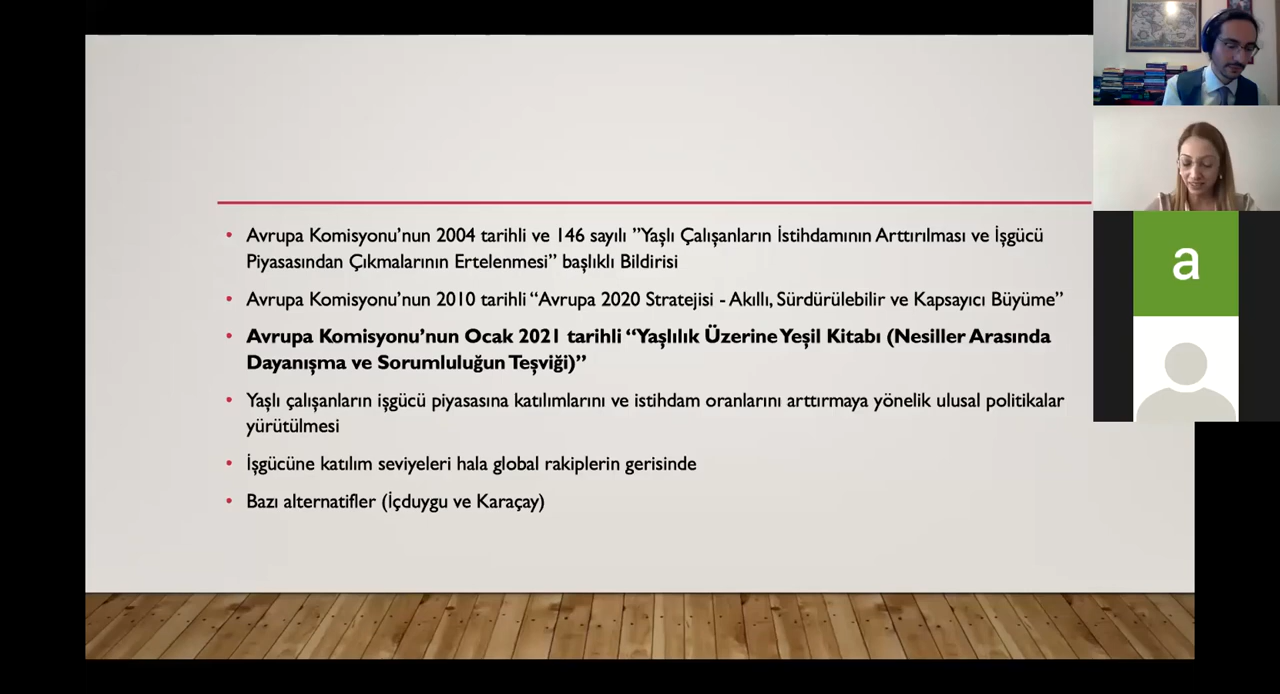 • Avrupa Komisyonu’nun 2004 tarihli ve 146 sayılı ”Yaşlı Çalışanların İstihdamının Arttırılması ve İşgücü
Piyasasından Çıkmalarının Ertelenmesi” başlıklı Bildirisi
• Avrupa Komisyonu’nun 2010 tarihli “Avrupa 2020 Stratejisi - Akıllı, Sürdürülebilir ve Kapsayıcı Büyüme”
• Avrupa Komisyonu’nun Ocak 2021 tarihli “Yaşlılık Üzerine Yeşil Kitabı (Nesiller Arasında
Dayanışma ve Sorumluluğun Teşviği)”
• Yaşlı çalışanların işgücü piyasasına katılımlarını ve istihdam oranlarını arttırmaya yönelik ulusal politikalar
yürütülmesi
• İşgücüne katılım seviyeleri hala global rakiplerin gerisinde
• Bazı alternatifler (İçduygu ve Karaçay)
a